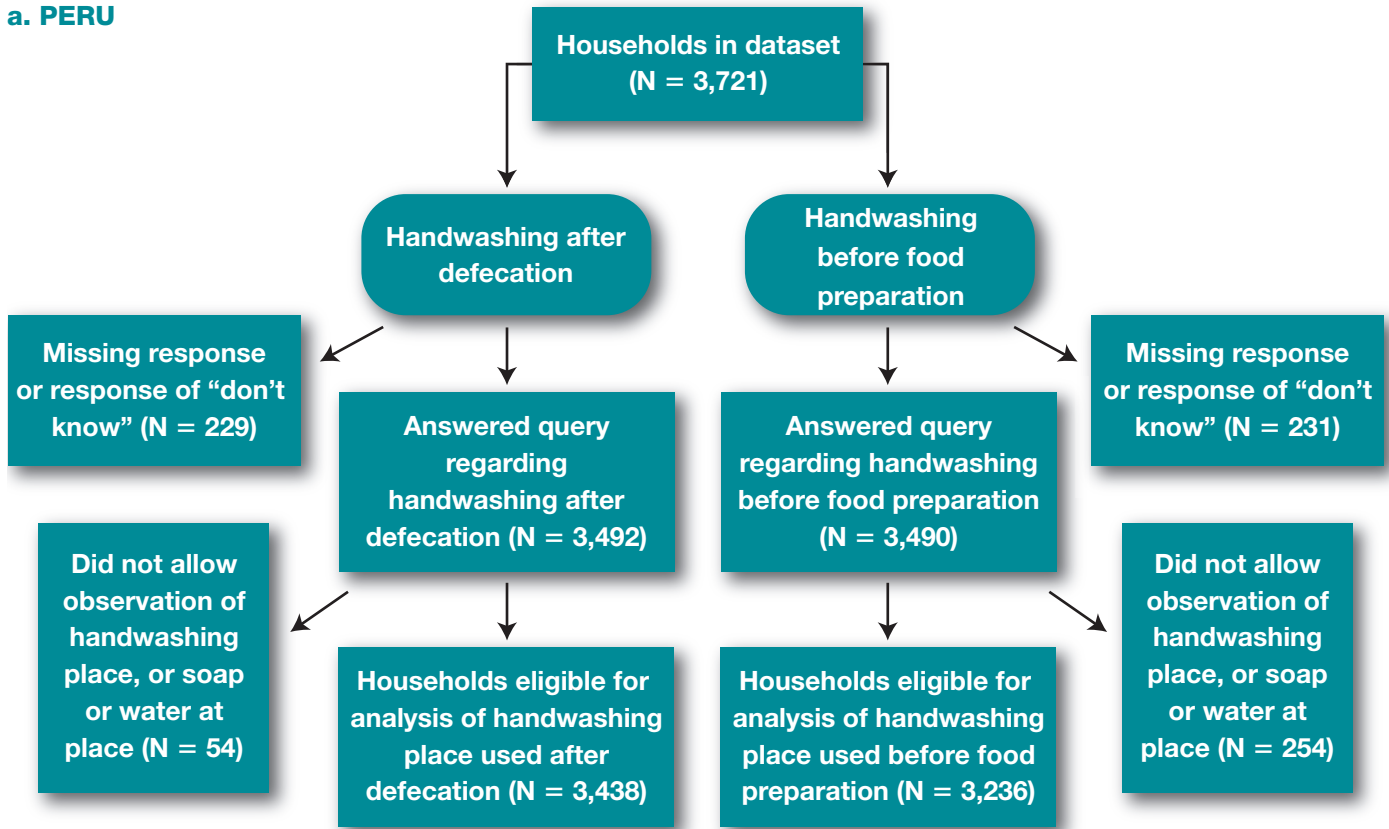 a. PERU
Households in dataset
(N = 3,721)
Handwashing after
defecation
Handwashing
before food
preparation
Missing response
or response of “don’t
know” (N = 229)
Answered query
regarding
handwashing after
defecation (N = 3,492)
Answered query
regarding handwashing
before food preparation
(N = 3,490)
Missing response
or response of “don’t
know” (N = 231)
Did not allow
observation of
handwashing
place, or soap
or water at
place (N = 54)
Households eligible for
analysis of handwashing
place used after
defecation (N = 3,438)
Households eligible for
analysis of handwashing
place used before food
preparation (N = 3,236)
Did not allow
observation of
handwashing
place, or soap
or water at
place (N = 254)